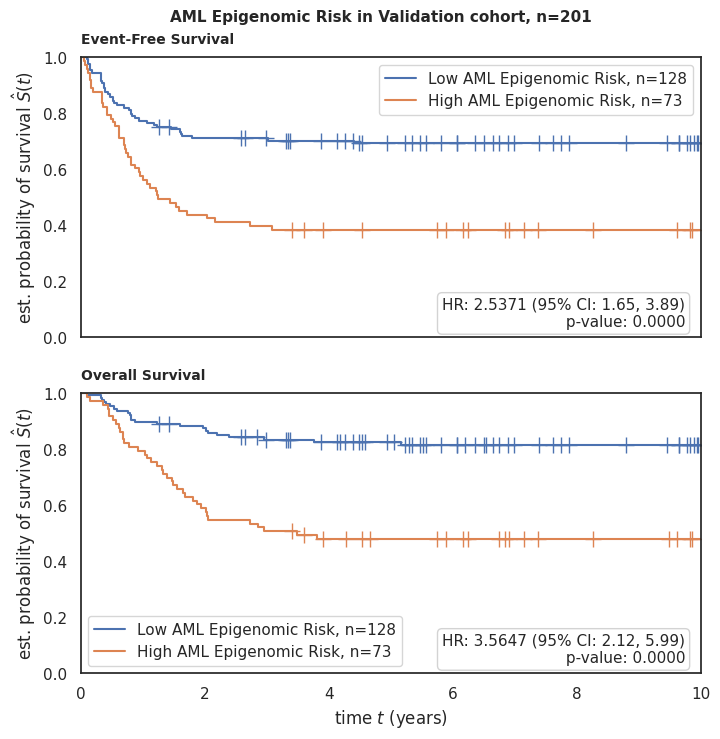 AML Epigenomic Risk in Validation cohort, n=201
Event-Free Survival
est. probability of survival Ŝ(t)
1.0
0.8
0.6
0.4
0.2
0.0
Low AML Epigenomic Risk, n=128
High AML Epigenomic Risk, n=73
HR: 2.5371 (95% CI: 1.65, 3.89)
p-value: 0.0000
Overall Survival
est. probability of survival Ŝ(t)
1.0
0.8
0.6
0.4
0.2
0.0
Low AML Epigenomic Risk, n=128
High AML Epigenomic Risk, n=73
HR: 3.5647 (95% CI: 2.12, 5.99)
p-value: 0.0000
0 2 4 6 8 10
time t (years)